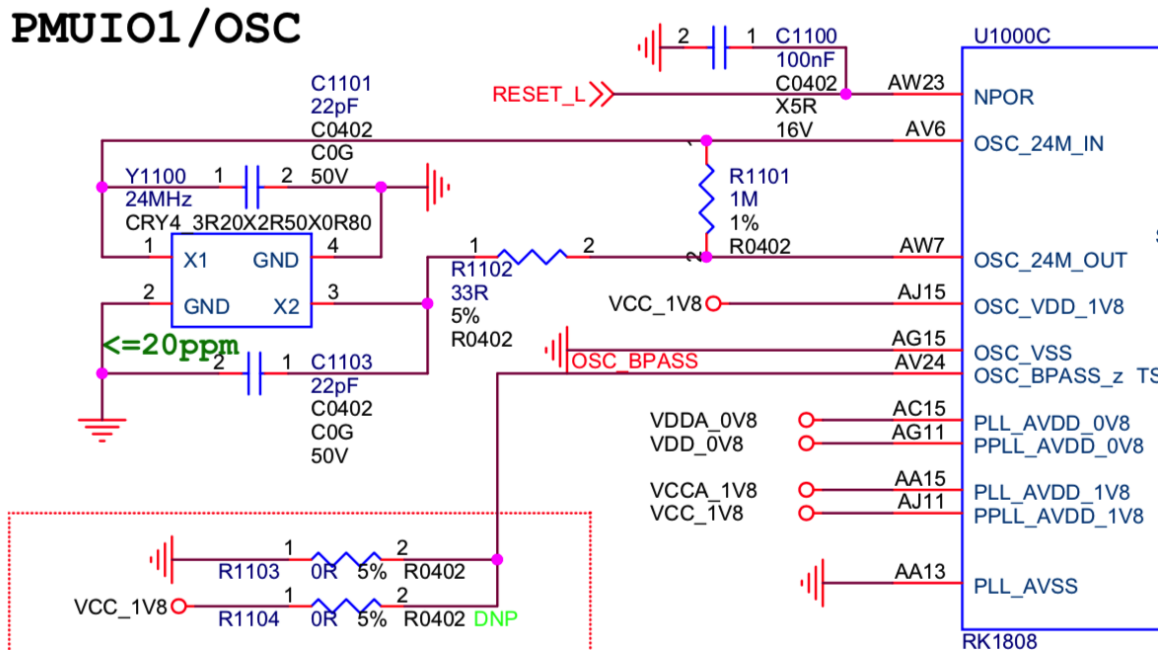 PMUIO1/OSC
U1000C
2 1 C1100
100nF
C0402
X5R
16V
RESET_L
AW23 NPOR
AV6 OSC_24M_IN
C1101
22pF
C0402
C0G
50V
Y1100 1 2
24MHz
CRY4_3R20X2R50X0R80
1 X1 GND 4
2 GND X2 3
<=20ppm
1
R1101
1M
1%
R0402
2
1 2
R1102
33R
5%
R0402
AW7 OSC_24M_OUT
VCC_1V8 AJ15 OSC_VDD_1V8
AG15 OSC_VSS
OSC_BPASS AV24 OSC_BPASS_z TS
2 1 C1103
22pF
C0402
C0G
50V
VDDA_0V8 AC15 PLL_AVDD_0V8
VDD_0V8 AG11 PPLL_AVDD_0V8
VCCA_1V8 AA15 PLL_AVDD_1V8
VCC_1V8 AJ11 PPLL_AVDD_1V8
AA13 PLL_AVSS
1 2
R1103 0R 5% R0402
VCC_1V8 1 2
R1104 0R 5% R0402 DNP
RK1808